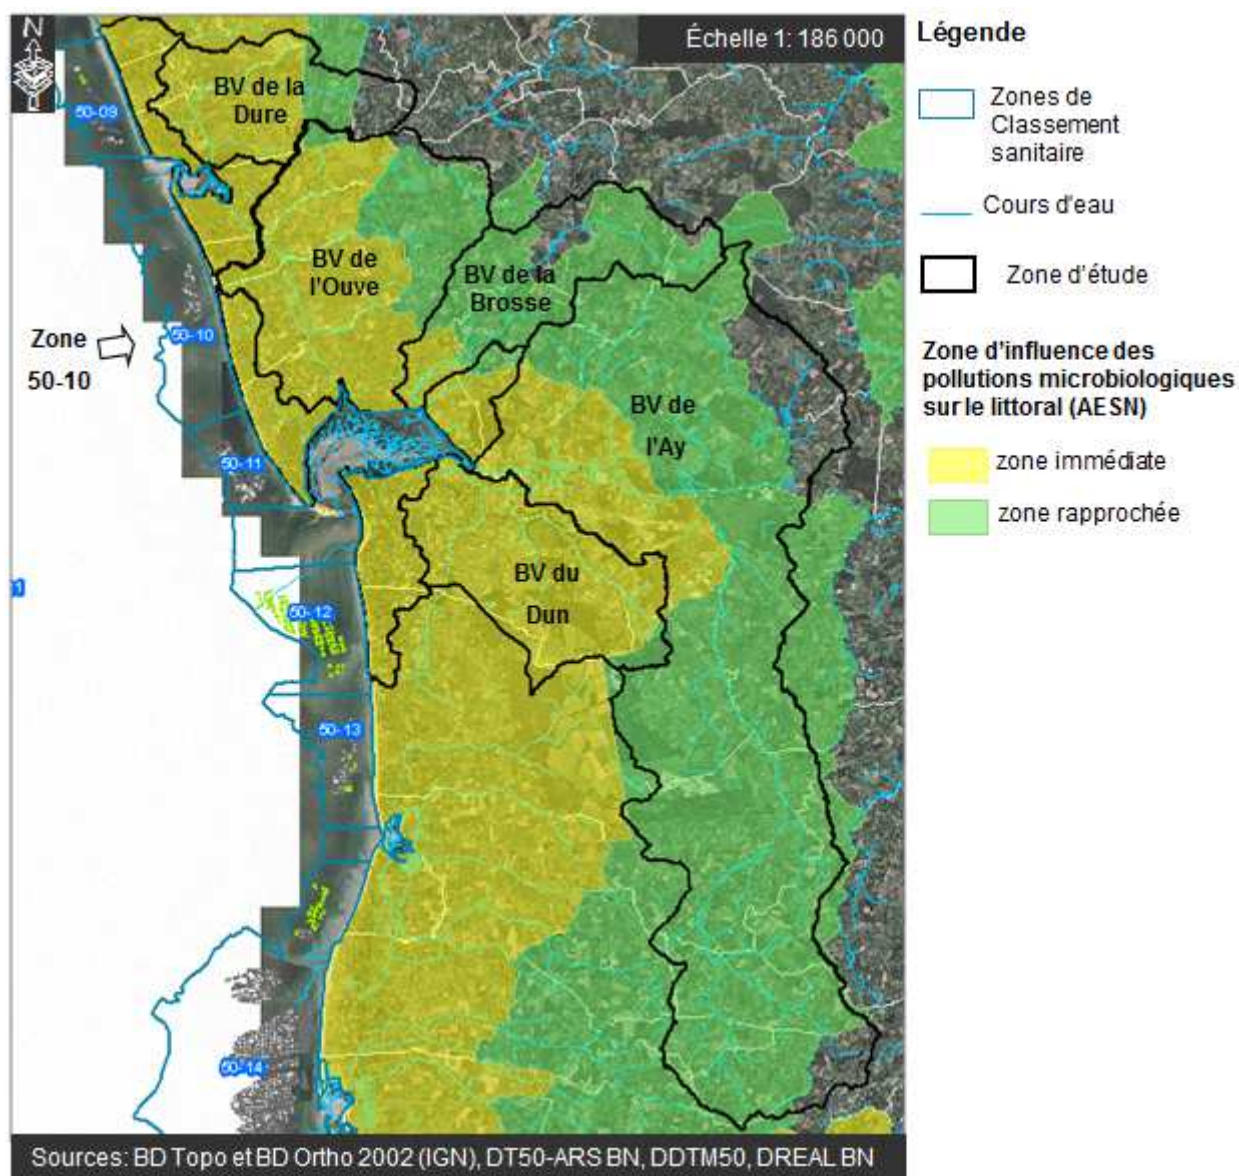 N
Échelle 1: 186 000
BV de la
Dure
50-09
BV de
l'Ouve
BV de la
Brosse
Zone
50-10
50-10
BV de
l'Ay
50-11
BV du
Dun
50-12
50-13
50-14
Légende
Zones de
Classement
sanitaire
Cours d'eau
Zone d'étude
Zone d'influence des
pollutions microbiologiques
sur le littoral (AESN)
zone immédiate
zone rapprochée
Sources: BD Topo et BD Ortho 2002 (IGN), DT50-ARS BN, DDTM50, DREAL BN